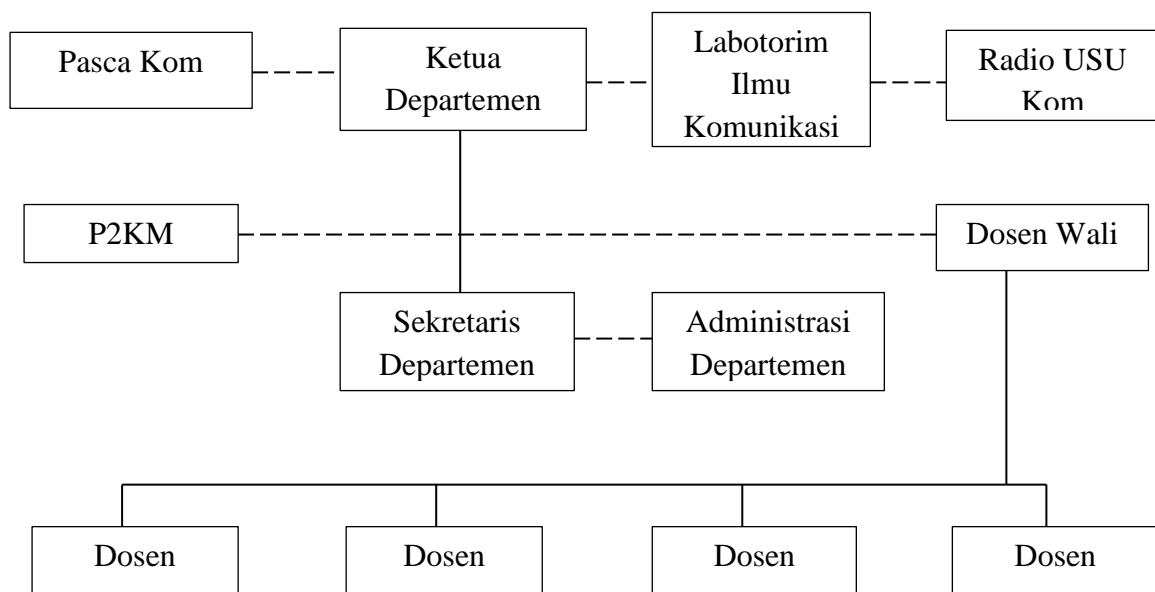 Pasca Kom
Ketua
Departemen
Labotorim
Ilmu
Komunikasi
Radio USU
Kom
P2KM
Dosen Wali
Sekretaris
Departemen
Administrasi
Departemen
Dosen
Dosen
Dosen
Dosen